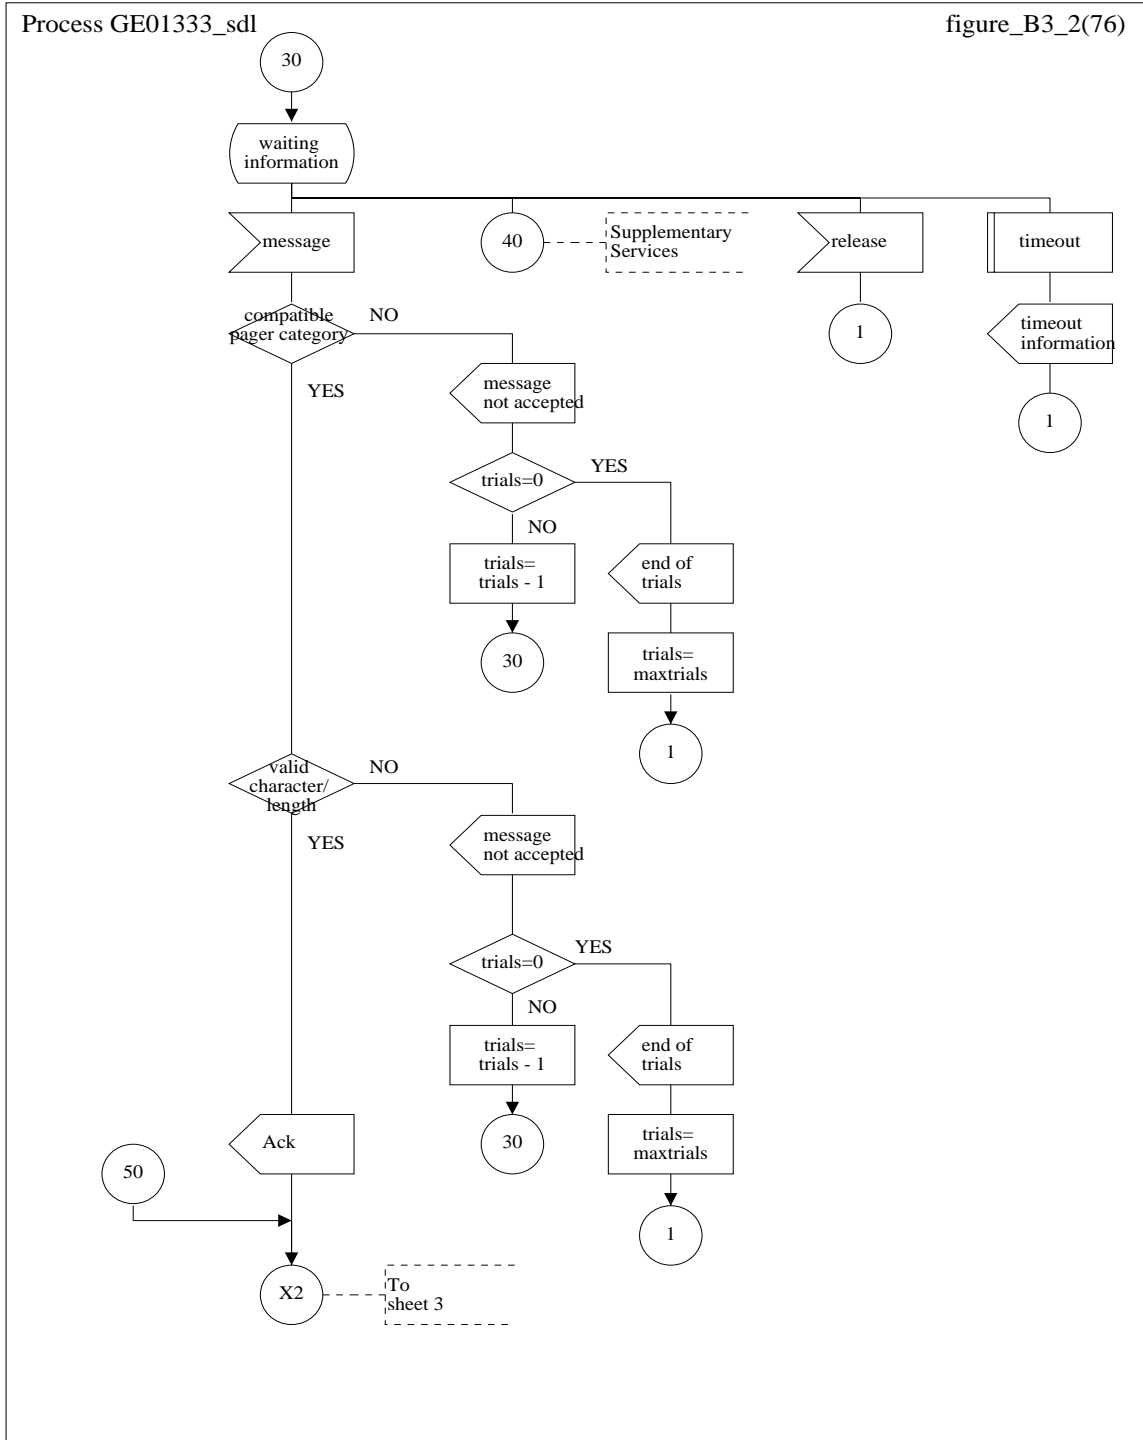 Process GE01333_sdl
figure_B3_2(76)
30
waiting
information
message
40
Supplementary
Services
release
timeout
compatible
pager category
NO
YES
1
timeout
information
1
message
not accepted
trials=0
YES
NO
trials=
trials - 1
end of
trials
30
trials=
maxtrials
1
valid
character/
length
NO
YES
message
not accepted
trials=0
YES
NO
trials=
trials - 1
end of
trials
Ack
30
trials=
maxtrials
50
1
X2
To
sheet 3